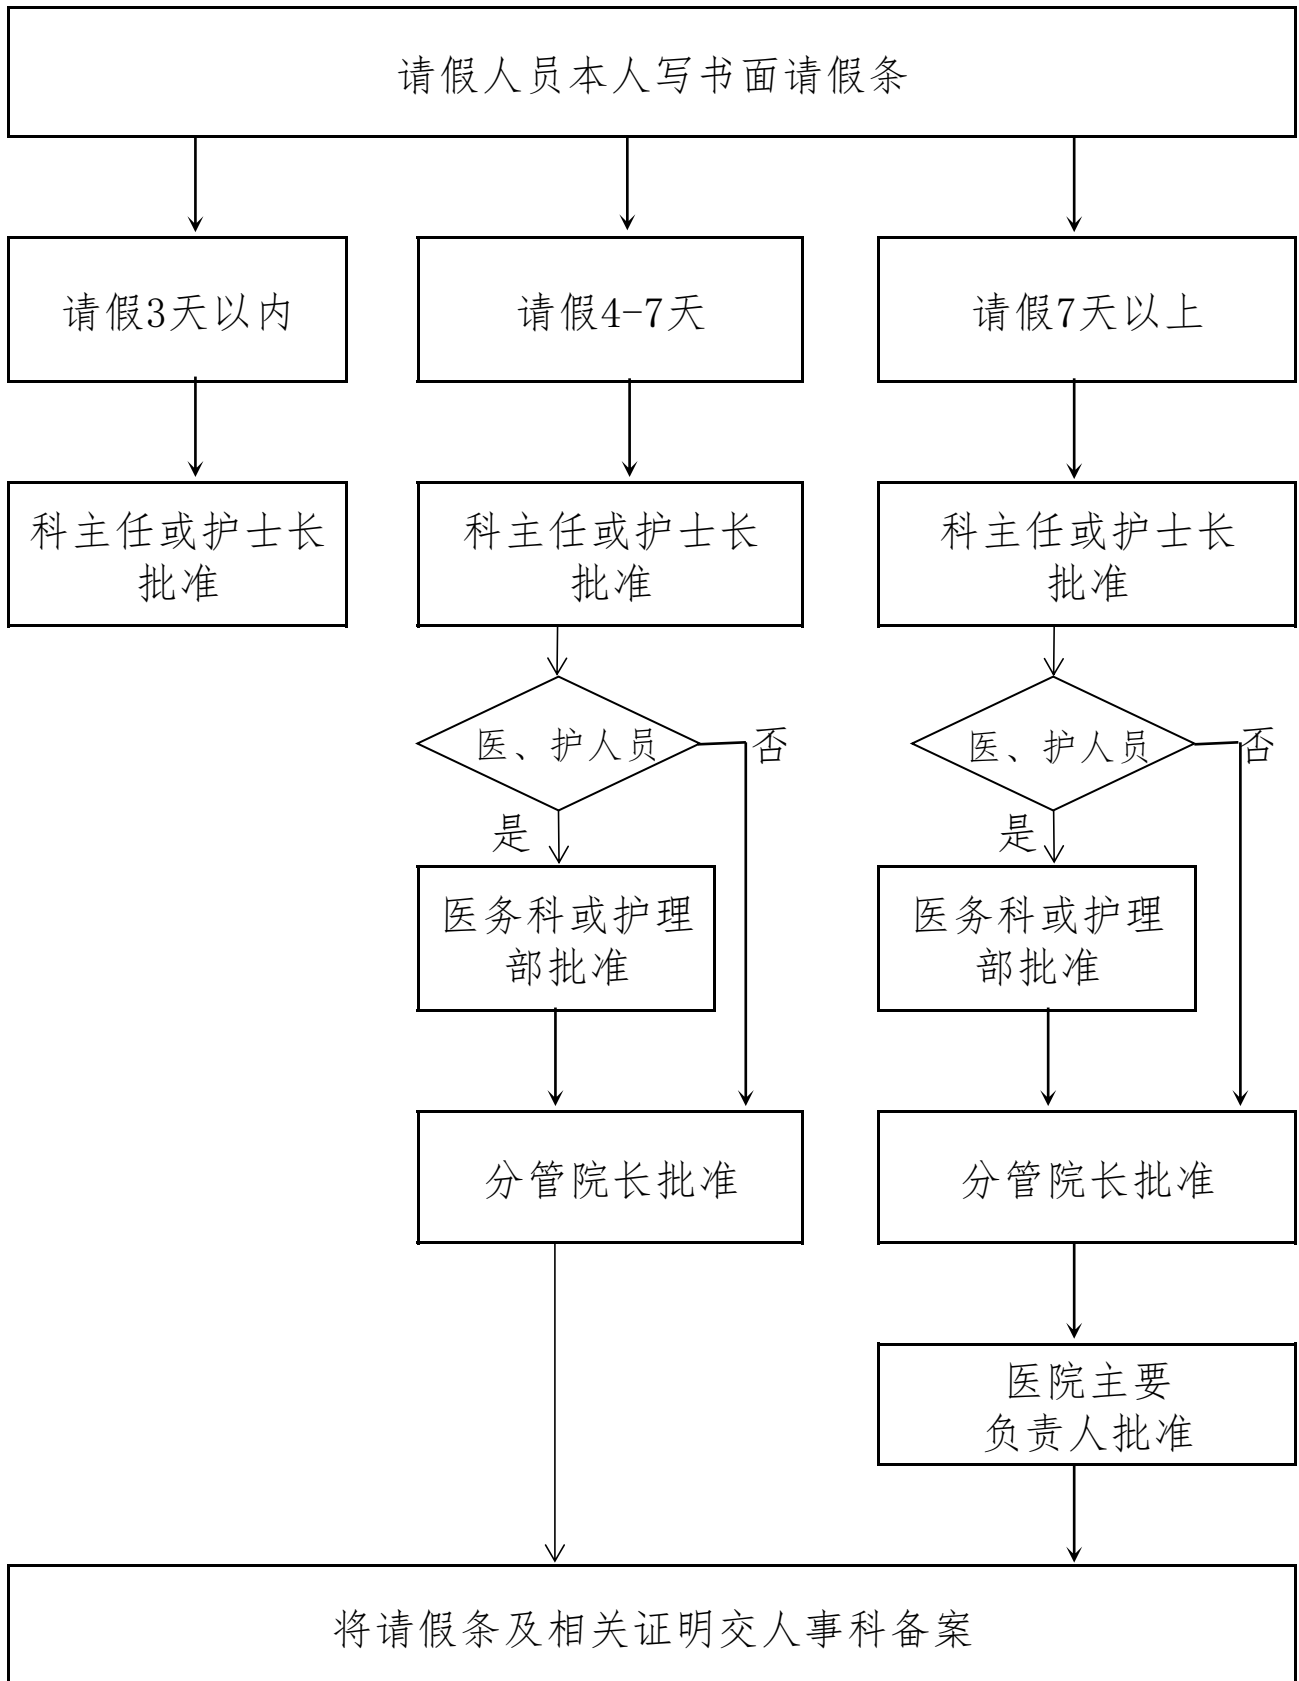 请假人员本人写书面请假条
请假3天以内
请假4-7天
请假7天以上
科主任或护士长
批准
科主任或护士长
批准
科主任或护士长
批准
医、护人员
否
医、护人员
否
是
是
医务科或护理
部批准
医务科或护理
部批准
分管院长批准
分管院长批准
医院主要
负责人批准
将请假条及相关证明交人事科备案